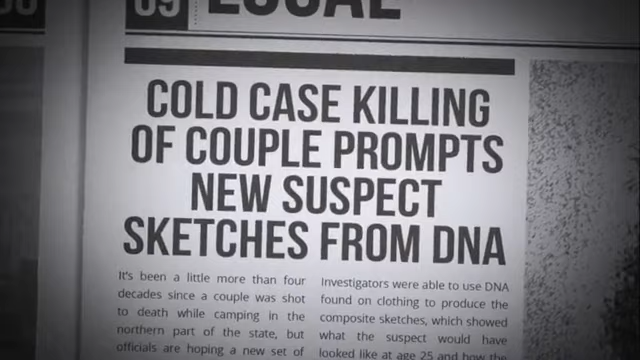 09 LOCAL
COLD CASE KILLING
OF COUPLE PROMPTS
NEW SUSPECT
SKETCHES FROM DNA
It's been a little more than four
decades since a couple was shot
to death while camping in the
northern part of the state, but
officials are hoping a new set of
Investigators were able to use DNA
found on clothing to produce the
composite sketches, which showed
what the suspect would have
looked like at age 25 and how the